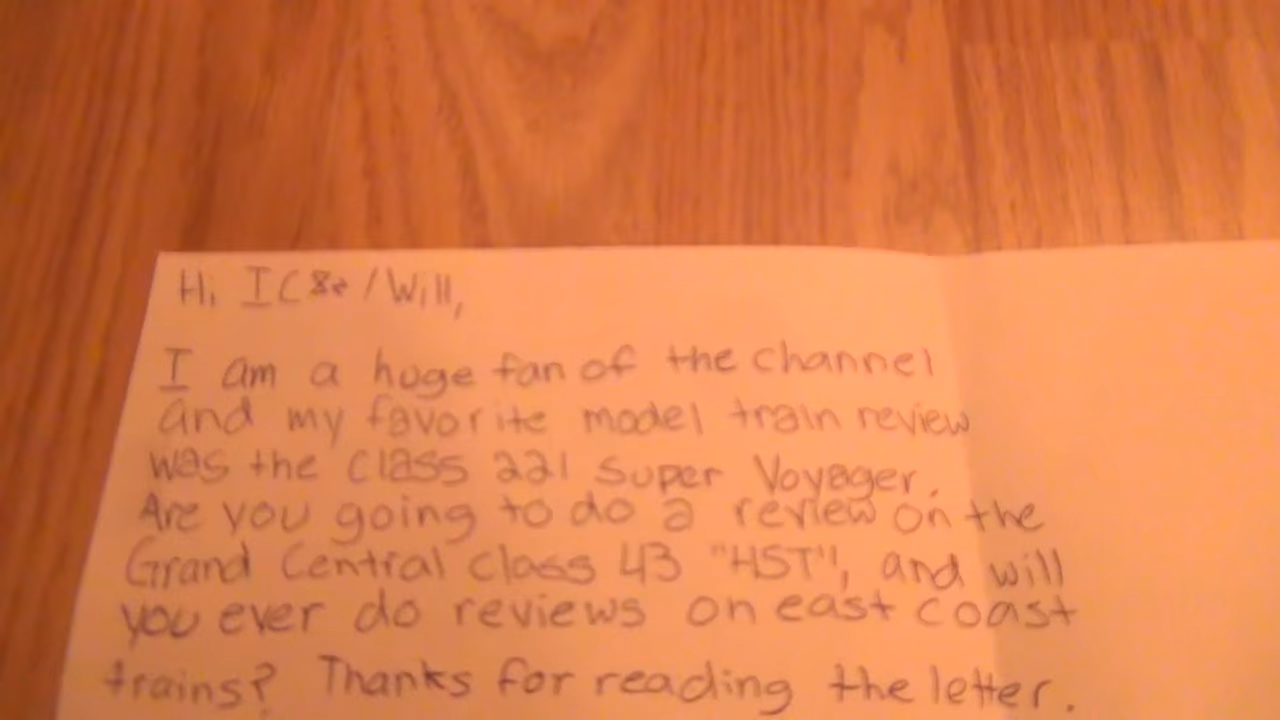 Hi IC8e/Will,
I am a huge fan of the channel
and my favorite model train review
was the class 221 Super Voyager.
Are you going to do a review on the
Grand Central class 43 "HST", and will
you ever do reviews on east coast
trains? Thanks for reading the letter.